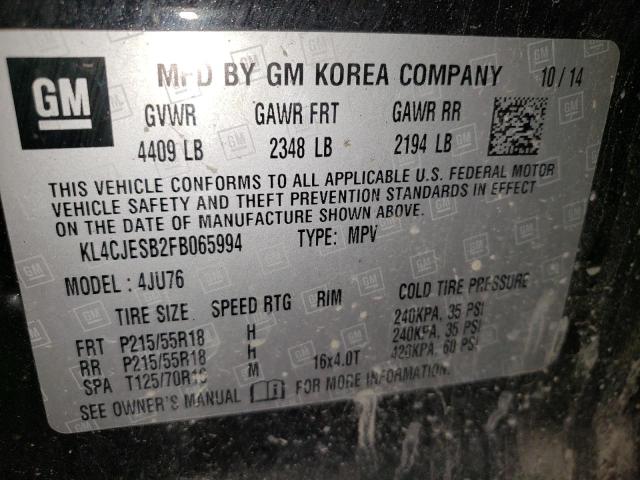 GM MFD BY GM KOREA COMPANY 10/14
GVWR GAWR FRT GAWR RR
4409 LB 2348 LB 2194 LB
THIS VEHICLE CONFORMS TO ALL APPLICABLE U.S. FEDERAL MOTOR
VEHICLE SAFETY AND THEFT PREVENTION STANDARDS IN EFFECT
ON THE DATE OF MANUFACTURE SHOWN ABOVE.
KL4CJESB2FB065994 TYPE: MPV
MODEL : 4JU76
TIRE SIZE. SPEED RTG RIM COLD TIRE PRESSURE
FRT P215/55R18 H 240KPA, 35 PSI
RR P215/55R18 H 240KPA, 35 PSI
SPA T125/70R16 M 16x4.0T 420KPA, 60 PSI
SEE OWNER'S MANUAL FOR MORE INFORMATION.